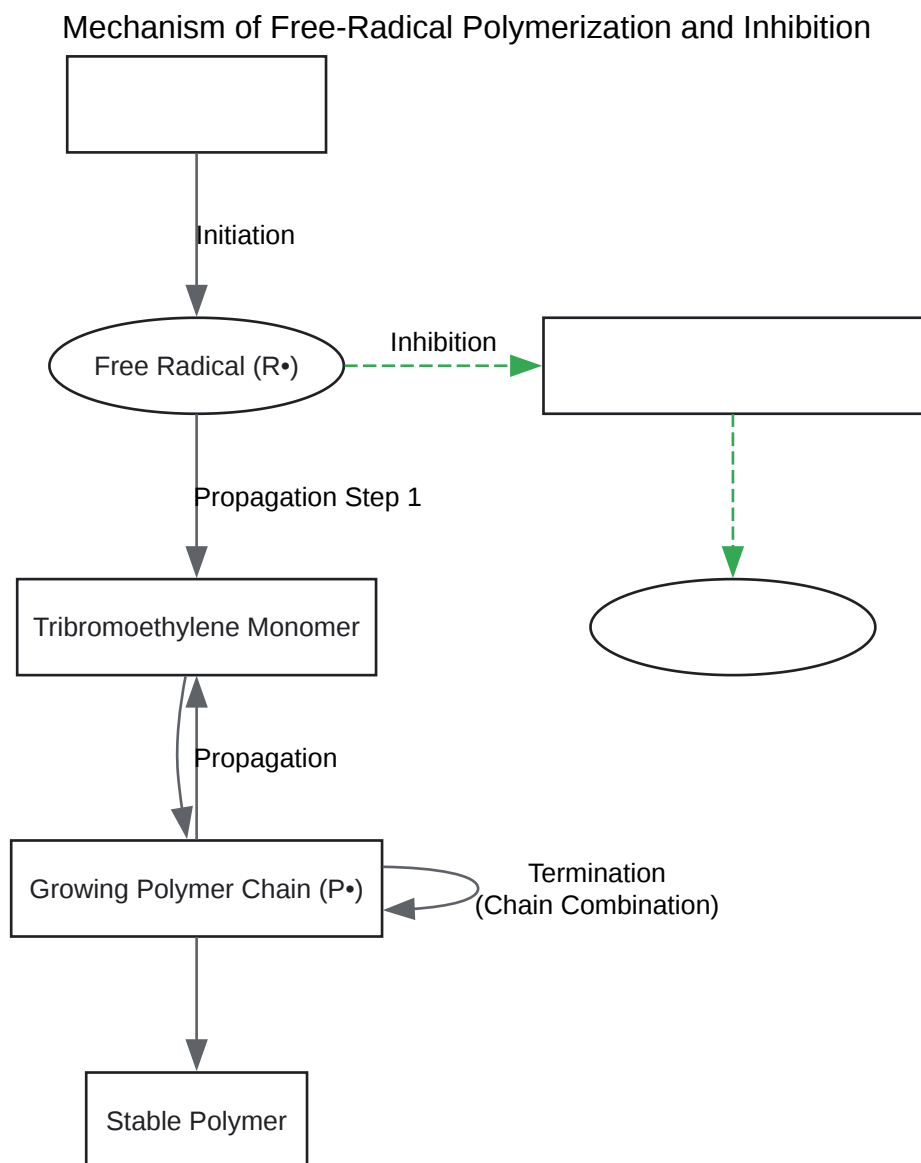 Mechanism of Free-Radical Polymerization and Inhibition
Initiation
Free Radical (R•)
Inhibition
Propagation Step 1
Tribromoethylene Monomer
Propagation
Growing Polymer Chain (P•)
Termination
(Chain Combination)
Stable Polymer